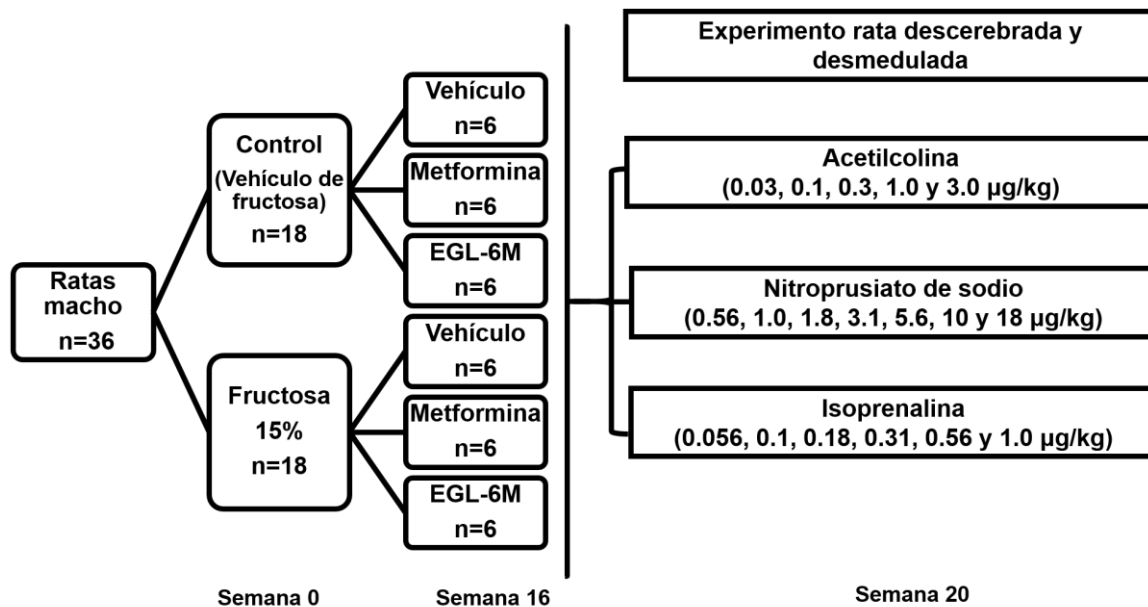 Ratas
macho
n=36
Control
(Vehículo de
fructosa)
n=18
Fructosa
15%
n=18
Vehículo
n=6
Metformina
n=6
EGL-6M
n=6
Vehículo
n=6
Metformina
n=6
EGL-6M
n=6
Experimento rata descerebrada y
desmedulada
Acetilcolina
(0.03, 0.1, 0.3, 1.0 y 3.0 µg/kg)
Nitroprusiato de sodio
(0.56, 1.0, 1.8, 3.1, 5.6, 10 y 18 µg/kg)
Isoprenalina
(0.056, 0.1, 0.18, 0.31, 0.56 y 1.0 µg/kg)
Semana 0
Semana 16
Semana 20